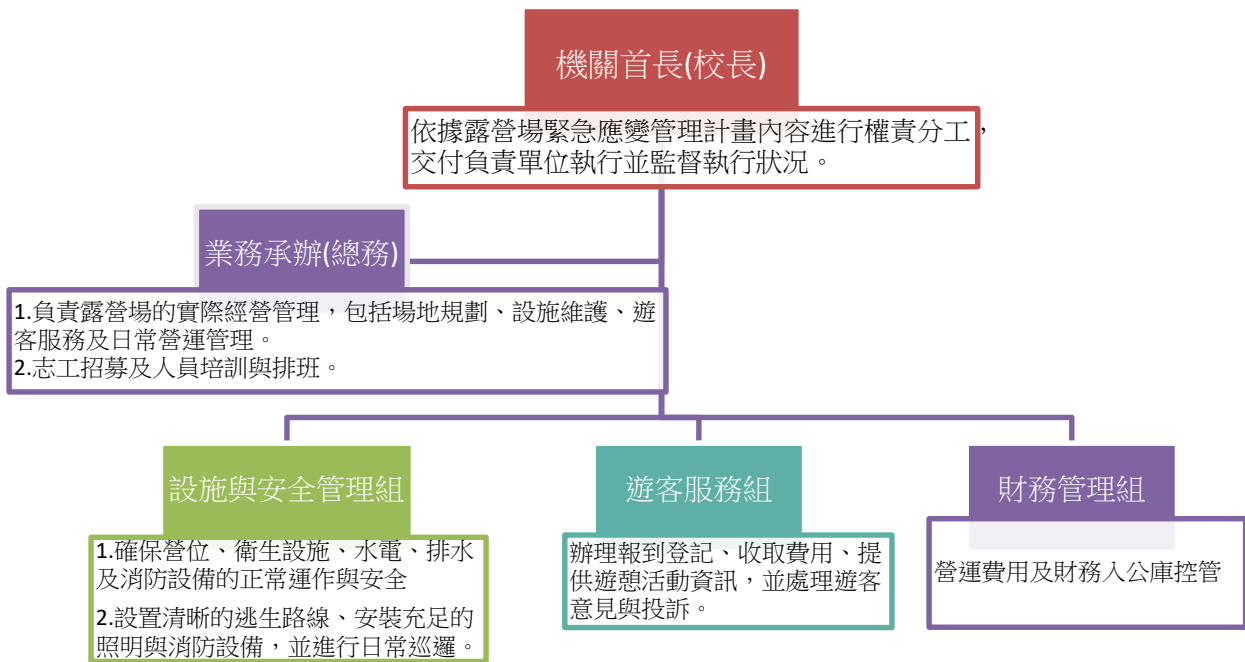 機關首長(校長)
依據露營場緊急應變管理計畫內容進行權責分工，
交付負責單位執行並監督執行狀況。
業務承辦(總務)
1.負責露營場的實際經營管理，包括場地規劃、設施維護、遊
客服務及日常營運管理。
2.志工招募及人員培訓與排班。
設施與安全管理組
1.確保營位、衛生設施、水電、排水
及消防設備的正常運作與安全
2.設置清晰的逃生路線、安裝充足的
照明與消防設備，並進行日常巡邏。
遊客服務組
辦理報到登記、收取費用、提
供遊憩活動資訊，並處理遊客
意見與投訴。
財務管理組
營運費用及財務入公庫控管